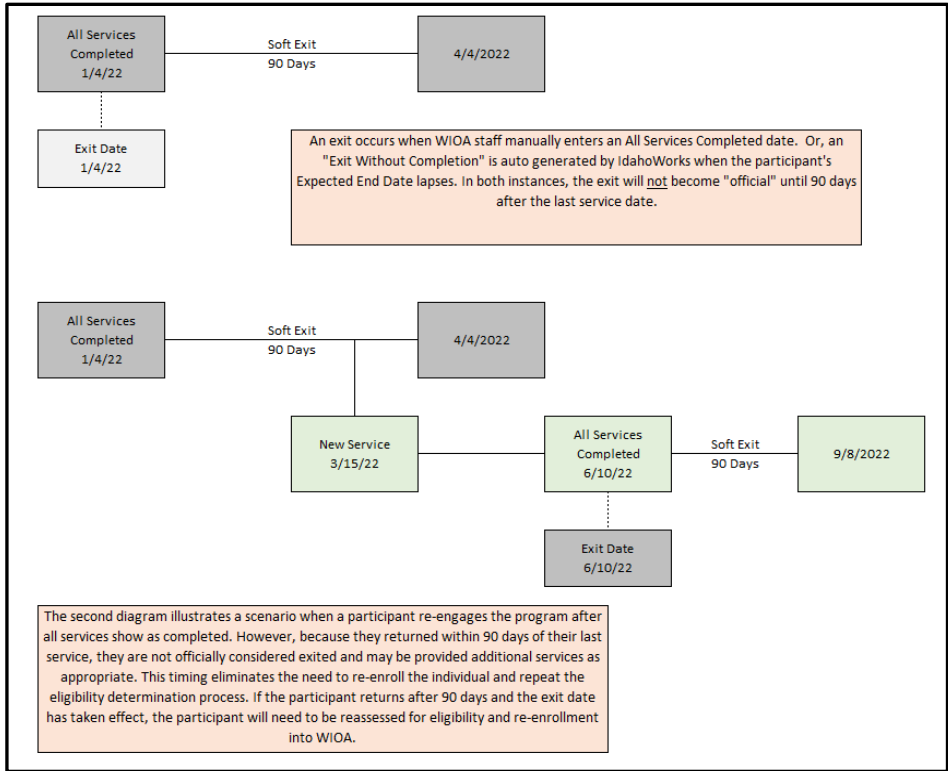 All Services
Completed
1/4/22
Soft Exit
90 Days
4/4/2022
Exit Date
1/4/22
An exit occurs when WIOA staff manually enters an All Services Completed date.  Or, an
"Exit Without Completion" is auto generated by IdahoWorks when the participant's
Expected End Date lapses. In both instances, the exit will not become "official" until 90 days
after the last service date.
All Services
Completed
1/4/22
Soft Exit
90 Days
4/4/2022
New Service
3/15/22
All Services
Completed
6/10/22
Soft Exit
90 Days
9/8/2022
Exit Date
6/10/22
The second diagram illustrates a scenario when a participant re-engages the program after
all services show as completed. However, because they returned within 90 days of their last
service, they are not officially considered exited and may be provided additional services as
appropriate. This timing eliminates the need to re-enroll the individual and repeat the
eligibility determination process. If the participant returns after 90 days and the exit date
has taken effect, the participant will need to be reassessed for eligibility and re-enrollment
into WIOA.